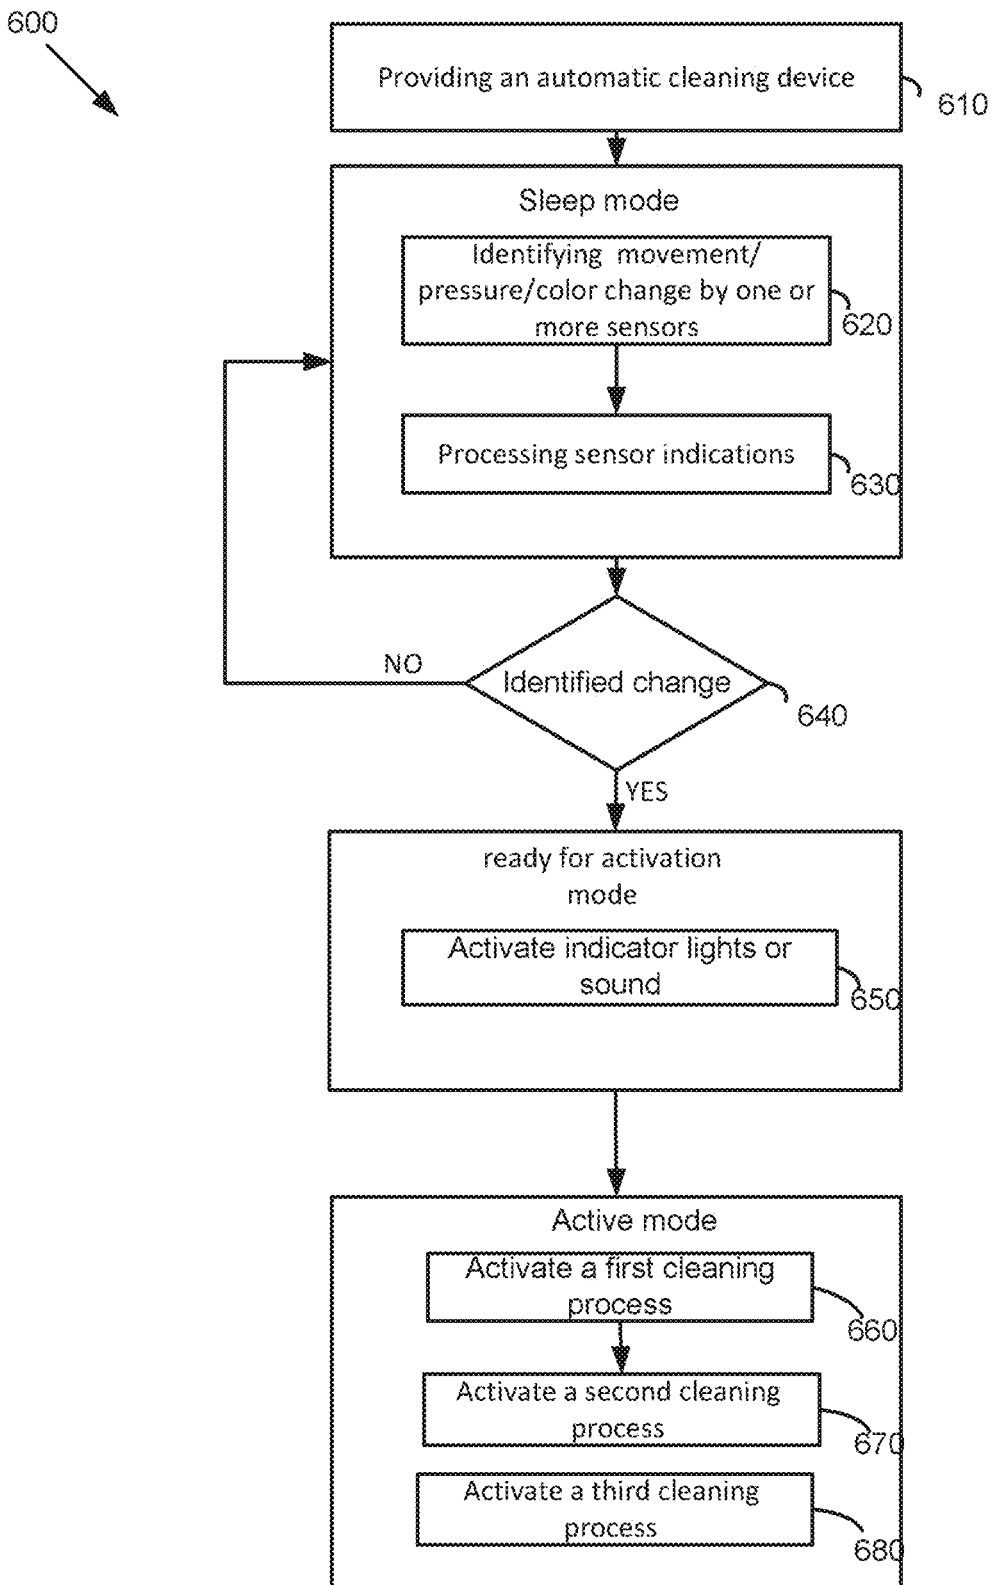 600
Providing an automatic cleaning device
610
Sleep mode
Identifying movement/
pressure/color change by one or
more sensors
620
Processing sensor indications
630
NO
Identified change
640
YES
ready for activation
mode
Activate indicator lights or
sound
650
Active mode
Activate a first cleaning
process
660
Activate a second cleaning
process
670
Activate a third cleaning
process
680